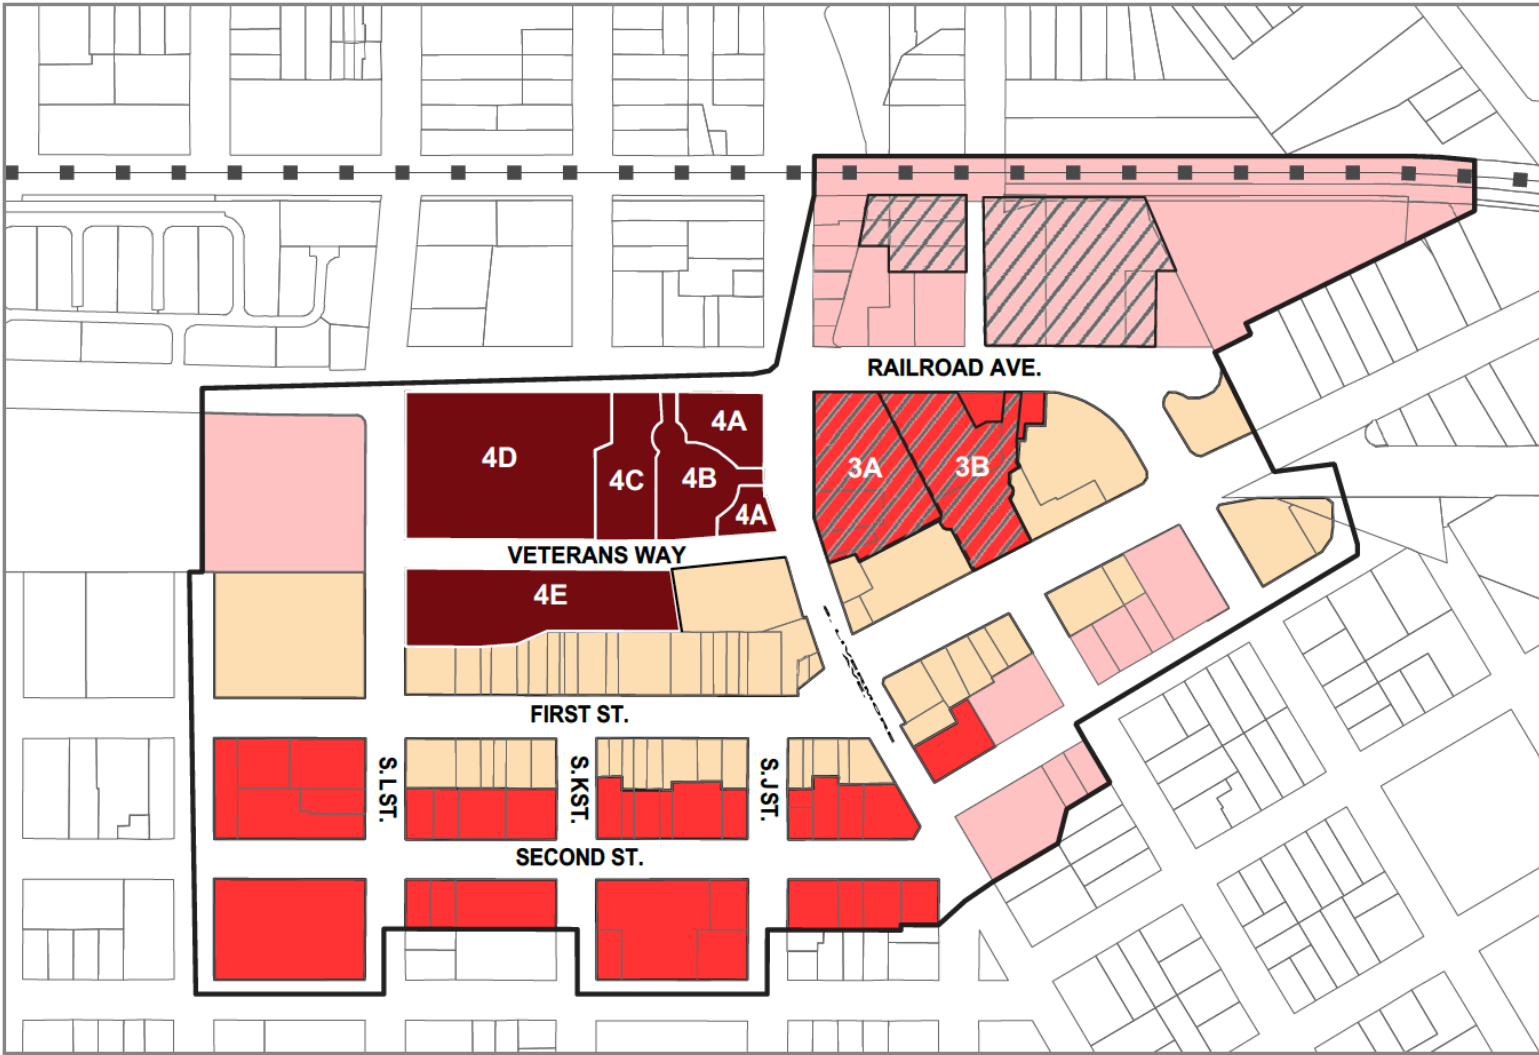 RAILROAD AVE.
4A
4D
4C
4B
4A
3A
3B
VETERANS WAY
4E
FIRST ST.
S. L ST.
S. K ST.
S. J ST.
SECOND ST.